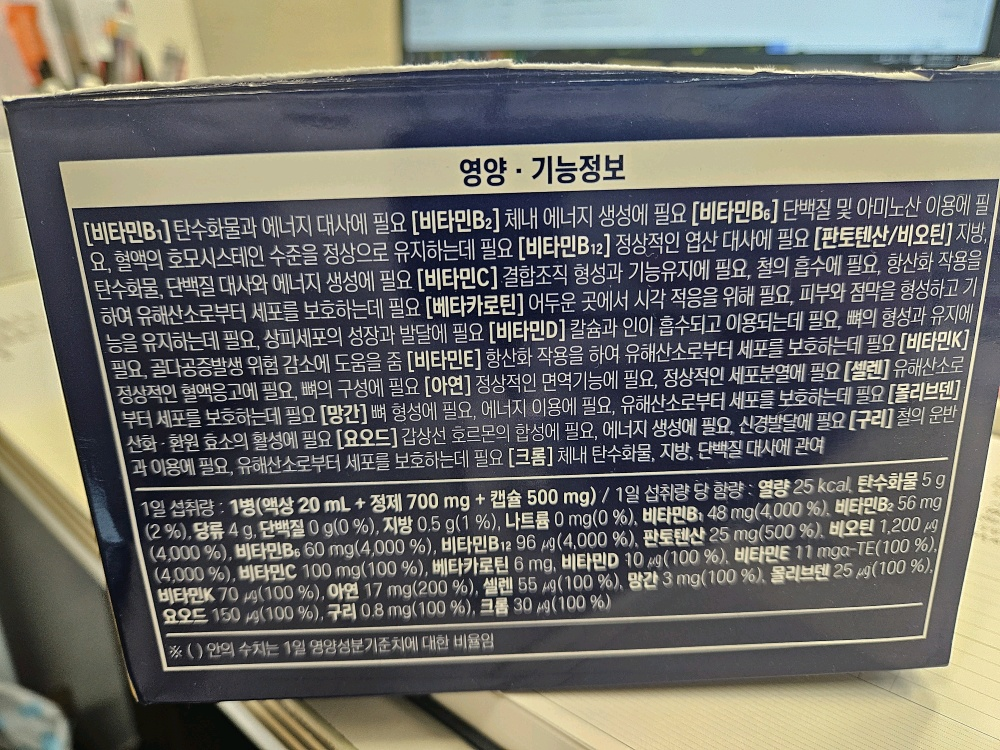 영양 · 기능정보
[비타민B₁] 탄수화물과 에너지 대사에 필요 [비타민B₂] 체내 에너지 생성에 필요 [비타민B₆] 단백질 및 아미노산 이용에 필
요, 혈액의 호모시스테인 수준을 정상으로 유지하는데 필요 [비타민B₁₂] 정상적인 엽산 대사에 필요 [판토텐산/비오틴] 지방,
탄수화물, 단백질 대사와 에너지 생성에 필요 [비타민C] 결합조직 형성과 기능유지에 필요, 철의 흡수에 필요, 항산화 작용을
하여 유해산소로부터 세포를 보호하는데 필요 [베타카로틴] 어두운 곳에서 시각 적응을 위해 필요, 피부와 점막을 형성하고 기
능을 유지하는데 필요, 상피세포의 성장과 발달에 필요 [비타민D] 칼슘과 인이 흡수되고 이용되는데 필요, 뼈의 형성과 유지에
필요, 골다공증발생 위험 감소에 도움을 줌 [비타민E] 항산화 작용을 하여 유해산소로부터 세포를 보호하는데 필요 [비타민K]
정상적인 혈액응고에 필요, 뼈의 구성에 필요 [아연] 정상적인 면역기능에 필요, 정상적인 세포분열에 필요 [셀렌] 유해산소로
부터 세포를 보호하는데 필요 [망간] 뼈 형성에 필요, 에너지 이용에 필요, 유해산소로부터 세포를 보호하는데 필요 [몰리브덴]
산화 · 환원 효소의 활성에 필요 [요오드] 갑상선 호르몬의 합성에 필요, 에너지 생성에 필요, 신경발달에 필요 [구리] 철의 운반
과 이용에 필요, 유해산소로부터 세포를 보호하는데 필요 [크롬] 체내 탄수화물, 지방, 단백질 대사에 관여
1일 섭취량 : 1병(액상 20 mL + 정제 700 mg + 캡슐 500 mg) / 1일 섭취량 당 함량 : 열량 25 kcal, 탄수화물 5 g
(2 %), 당류 4 g, 단백질 0 g(0 %), 지방 0.5 g(1 %), 나트륨 0 mg(0 %), 비타민B₁ 48 mg(4,000 %), 비타민B₂ 56 mg
(4,000 %), 비타민B₆ 60 mg(4,000 %), 비타민B₁₂ 96 μg(4,000 %), 판토텐산 25 mg(500 %), 비오틴 1,200 μg
(4,000 %), 비타민C 100 mg(100 %), 베타카로틴 6 mg, 비타민D 10 μg(100 %), 비타민E 11 mgα-TE(100 %),
비타민K 70 μg(100 %), 아연 17 mg(200 %), 셀렌 55 μg(100 %), 망간 3 mg(100 %), 몰리브덴 25 μg(100 %),
요오드 150 μg(100 %), 구리 0.8 mg(100 %), 크롬 30 μg(100 %)
※ ( ) 안의 수치는 1일 영양성분기준치에 대한 비율임